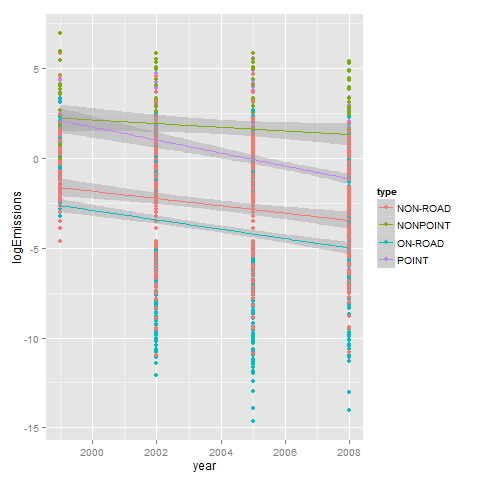 5
0
-5
-10
-15
2000
2002
2004
2006
2008
year
logEmissions
type
NON-ROAD
NONPOINT
ON-ROAD
POINT